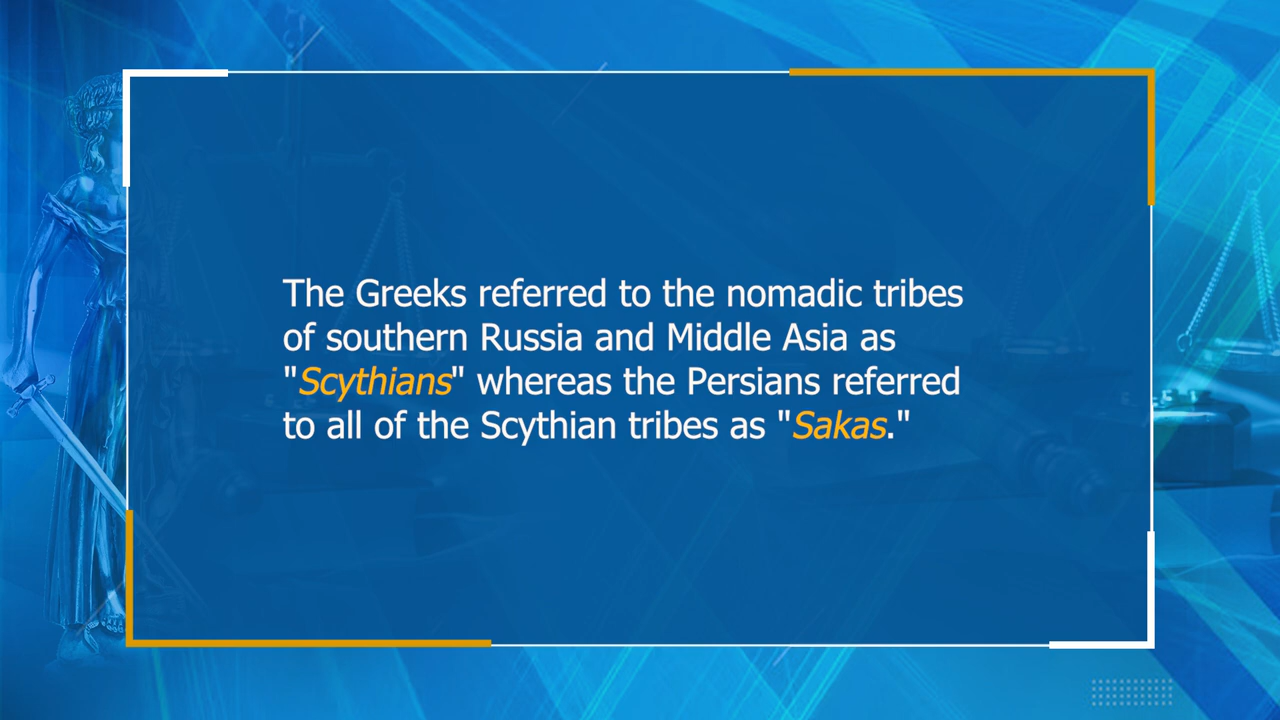 The Greeks referred to the nomadic tribes
of southern Russia and Middle Asia as
"Scythians" whereas the Persians referred
to all of the Scythian tribes as "Sakas."